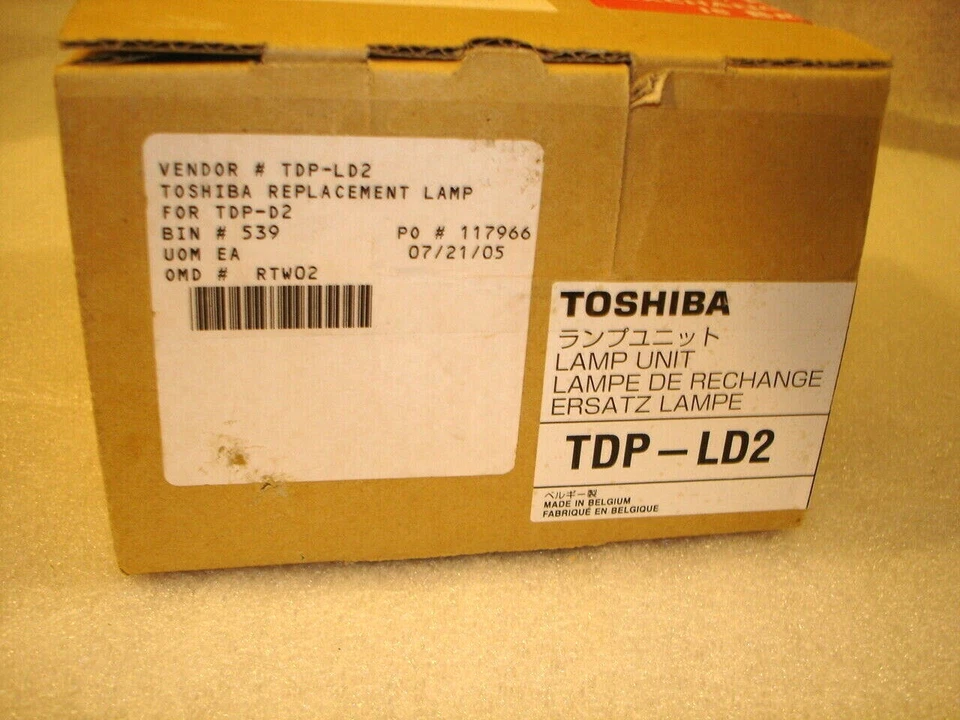 VENDOR # TDP-LD2
TOSHIBA REPLACEMENT LAMP
FOR TDP-D2
BIN # 539 PO # 117966
UOM EA 07/21/05
OMD # RTW02
TOSHIBA
ランプユニット
LAMP UNIT
LAMPE DE RECHANGE
ERSATZ LAMPE
TDP-LD2
ベルギー製
MADE IN BELGIUM
FABRIQUÉ EN BELGIQUE